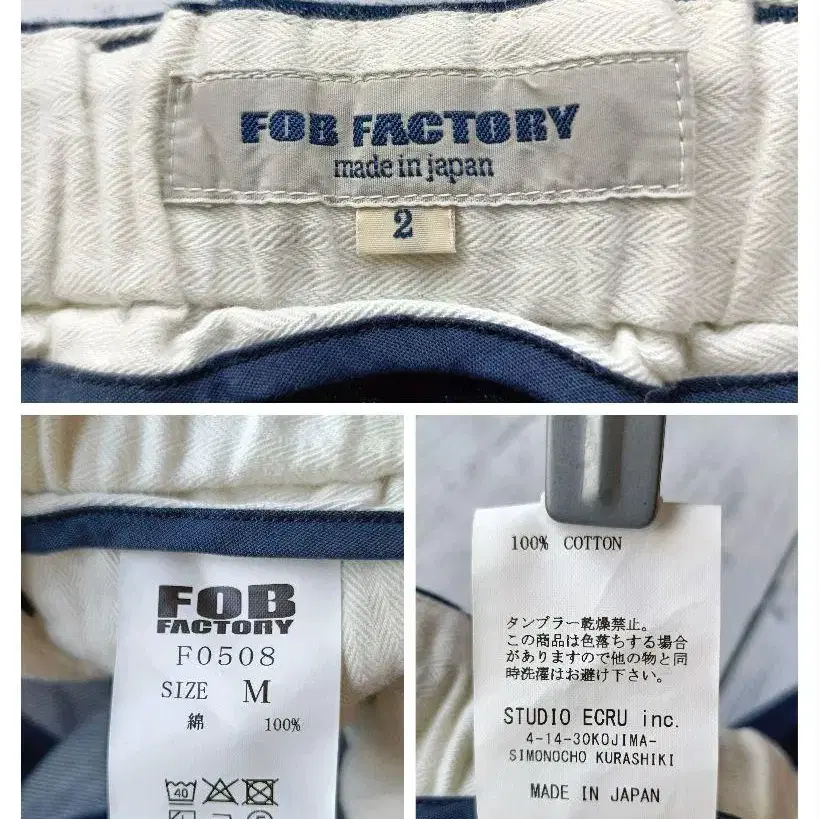 FOB FACTORY
made in japan
2
FOB
FACTORY
F0508
SIZE M
綿 100%
40
100% COTTON
タンブラー乾燥禁止。
この商品は色落ちする場合
がありますので他の物と同
時洗濯はお避け下さい。
STUDIO ECRU inc.
4-14-30KOJIMA-
SIMONOCHO KURASHIKI
MADE IN JAPAN